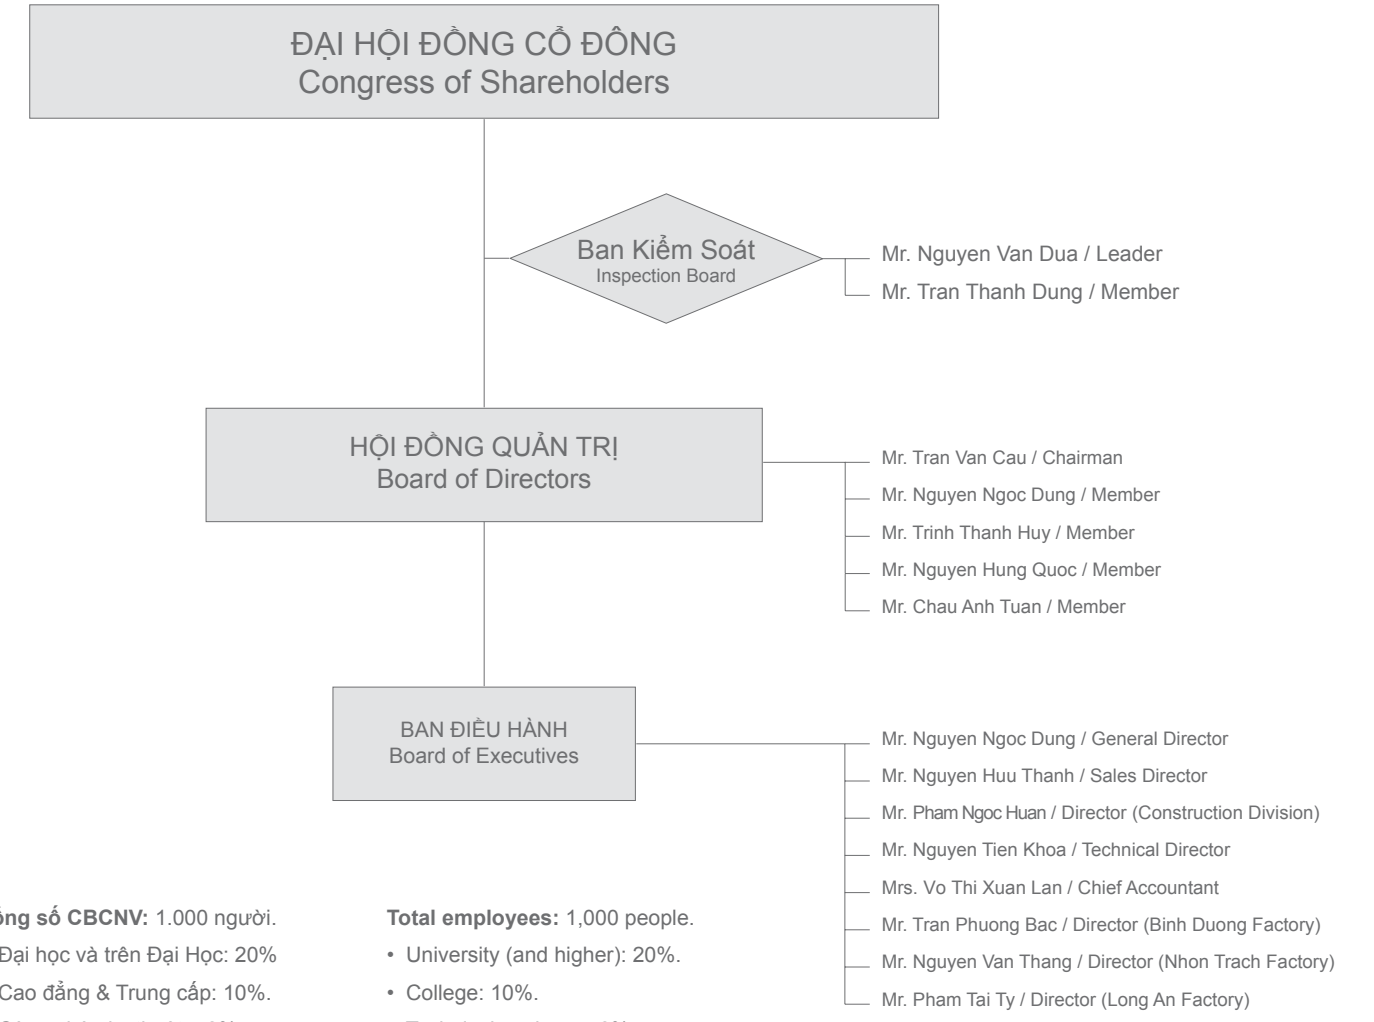 ĐẠI HỘI ĐỒNG CỔ ĐÔNG
Congress of Shareholders
Ban Kiểm Soát
Inspection Board
Mr. Nguyen Van Dua / Leader
Mr. Tran Thanh Dung / Member
HỘI ĐỒNG QUẢN TRỊ
Board of Directors
Mr. Tran Van Cau / Chairman
Mr. Nguyen Ngoc Dung / Member
Mr. Trinh Thanh Huy / Member
Mr. Nguyen Hung Quoc / Member
Mr. Chau Anh Tuan / Member
BAN ĐIỀU HÀNH
Board of Executives
Mr. Nguyen Ngoc Dung / General Director
Mr. Nguyen Huu Thanh / Sales Director
Mr. Pham Ngoc Huan / Director (Construction Division)
Mr. Nguyen Tien Khoa / Technical Director
Mrs. Vo Thi Xuan Lan / Chief Accountant
Mr. Tran Phuong Bac / Director (Binh Duong Factory)
Mr. Nguyen Van Thang / Director (Nhon Trach Factory)
Mr. Pham Tai Ty / Director (Long An Factory)
số CBCNV: 1.000 người.
Đại học và trên Đại Học: 20%
Cao đẳng & Trung cấp: 10%.
Total employees: 1,000 people.
• University (and higher): 20%.
• College: 10%.